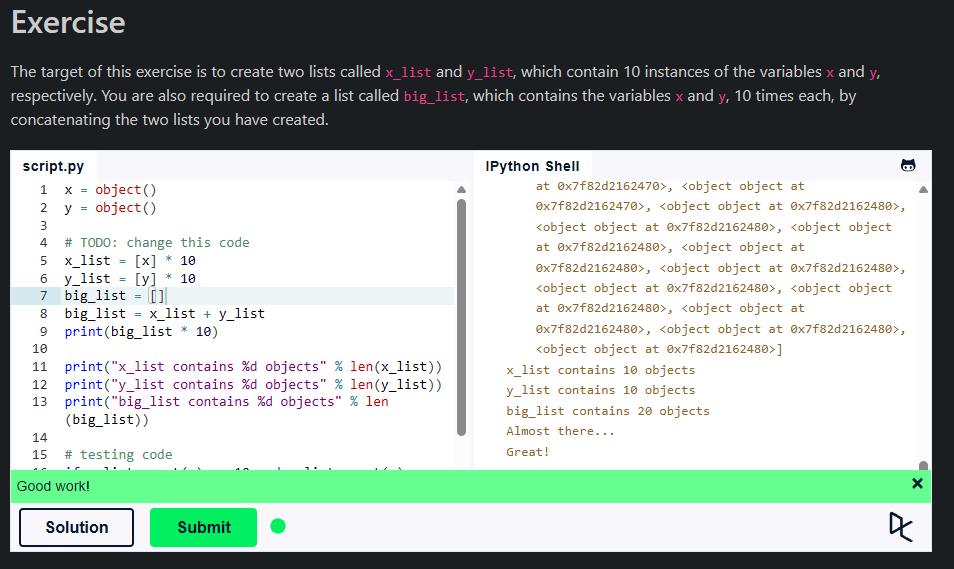 Exercise
The target of this exercise is to create two lists called x_list and y_list, which contain 10 instances of the variables x and y,
respectively. You are also required to create a list called big_list, which contains the variables x and y, 10 times each, by
concatenating the two lists you have created.
script.py
1 x = object()
2 y = object()
3
4 # TODO: change this code
5 x_list = [x] * 10
6 y_list = [y] * 10
7 big_list = []
8 big_list = x_list + y_list
9 print(big_list * 10)
10
11 print("x_list contains %d objects" % len(x_list))
12 print("y_list contains %d objects" % len(y_list))
13 print("big_list contains %d objects" % len
(big_list))
14
15 # testing code
IPython Shell
at 0x7f82d2162470>, <object object at
0x7f82d2162470>, <object object at 0x7f82d2162480>,
<object object at 0x7f82d2162480>, <object object
at 0x7f82d2162480>, <object object at
0x7f82d2162480>, <object object at 0x7f82d2162480>,
<object object at 0x7f82d2162480>, <object object
at 0x7f82d2162480>, <object object at
0x7f82d2162480>, <object object at 0x7f82d2162480>,
<object object at 0x7f82d2162480>]
x_list contains 10 objects
y_list contains 10 objects
big_list contains 20 objects
Almost there...
Great!
Good work!
Solution
Submit